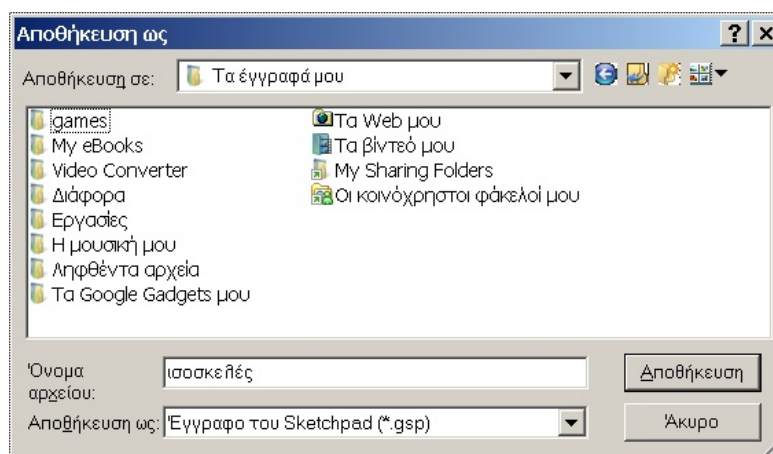 Αποθήκευση ως
Αποθήκευση σε: Τα έγγραφά μου
games
My eBooks
Video Converter
Διάφορα
Εργασίες
Η μουσική μου
Ληφθέντα αρχεία
Τα Google Gadgets μου
Τα Web μου
Τα βίντεό μου
My Sharing Folders
Οι κοινόχρηστοι φάκελοί μου
Όνομα αρχείου: ισοσκελές
Αποθήκευση
Αποθήκευση ως: Έγγραφο του Sketchpad (*.gsp)
Άκυρο